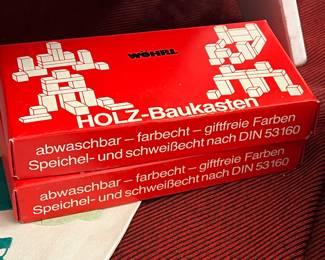 WÖHRL
HOLZ-Baukasten
abwaschbar – farbecht – giftfreie Farben
Speichel- und schweißecht nach DIN 53160
abwaschbar – farbecht – giftfreie Farben
Speichel- und schweißecht nach DIN 53160